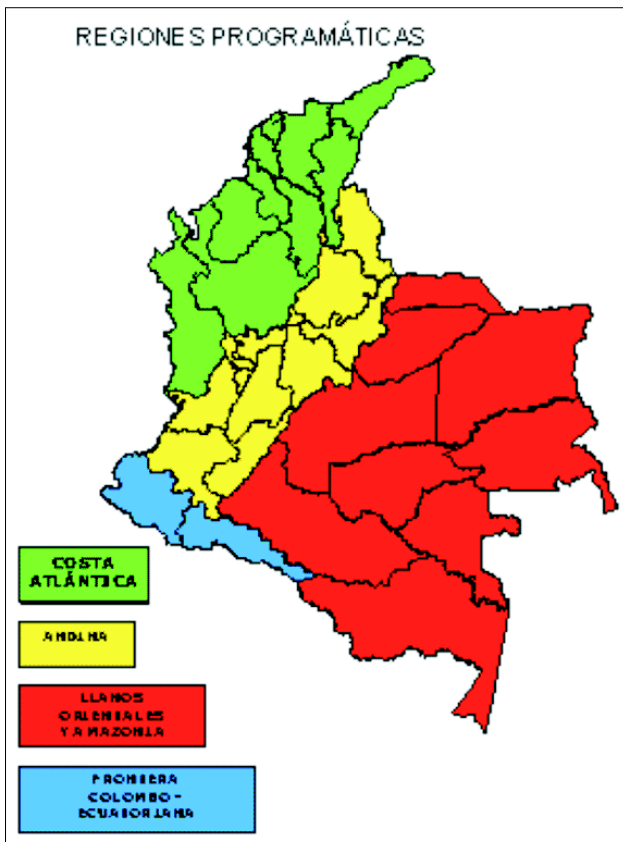 REGIONES PROGRAMÁTICAS
COSTA
ATLÁNTICA
ANDINA
LLANOS
ORIENTALES
Y AMAZONIA
FRONTERA
COLOMBO-
ECUATORIANA